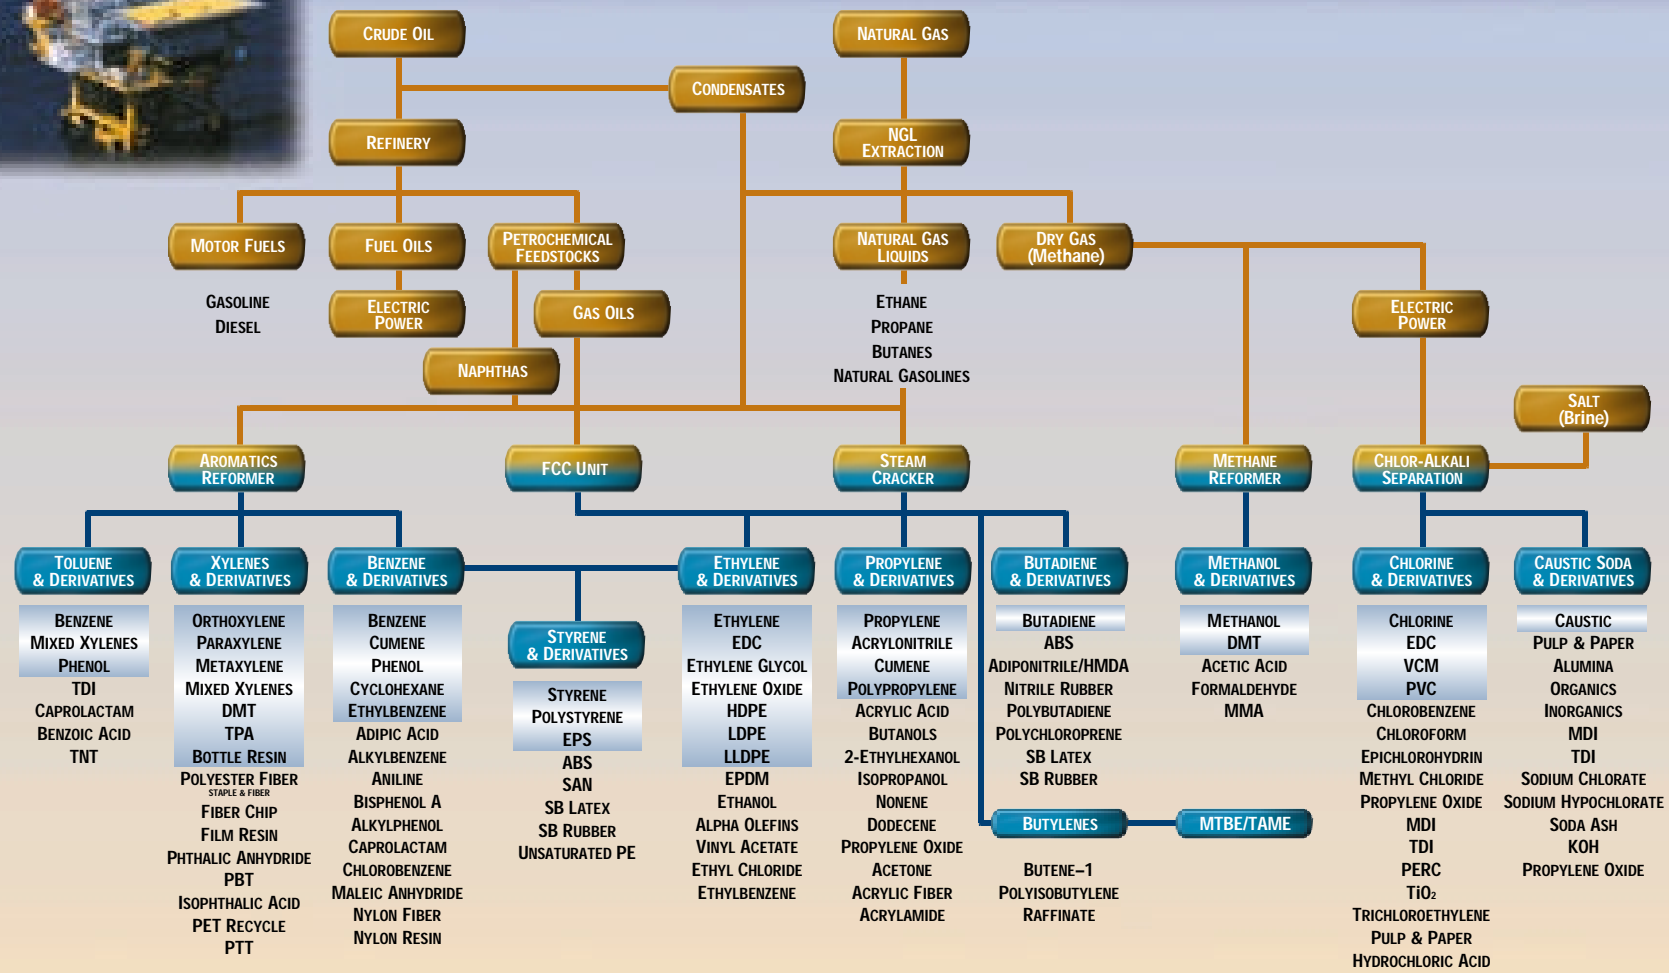 CRUDE OIL
NATURAL GAS
CONDENSATES
REFINERY
NGL
EXTRACTION
MOTOR FUELS
FUEL OILS
PETROCHEMICAL
FEEDSTOCKS
NATURAL GAS
LIQUIDS
DRY GAS
(Methane)
GASOLINE
DIESEL
ELECTRIC
POWER
GAS OILS
ETHANE
PROPANE
BUTANES
NATURAL GASOLINES
ELECTRIC
POWER
NAPHTHAS
SALT
(Brine)
AROMATICS
REFORMER
FCC UNIT
STEAM
CRACKER
METHANE
REFORMER
CHLOR-ALKALI
SEPARATION
TOLUENE
& DERIVATIVES
BENZENE
MIXED XYLENES
PHENOL
TDI
CAPROLACTAM
BENZOIC ACID
TNT
XYLENES
& DERIVATIVES
ORTHOXYLENE
PARAXYLENE
METAXYLENE
MIXED XYLENES
DMT
TPA
BOTTLE RESIN
POLYESTER FIBER
STAPLE & FIBER
FIBER CHIP
FILM RESIN
PHTHALIC ANHYDRIDE
PBT
ISOPHTHALIC ACID
PET RECYCLE
PTT
BENZENE
& DERIVATIVES
BENZENE
CUMENE
PHENOL
CYCLOHEXANE
ETHYLBENZENE
ADIPIC ACID
ALKYLBENZENE
ANILINE
BISPHENOL A
ALKYLPHENOL
CAPROLACTAM
CHLOROBENZENE
MALEIC ANHYDRIDE
NYLON FIBER
NYLON RESIN
STYRENE
& DERIVATIVES
STYRENE
POLYSTYRENE
EPS
ABS
SAN
SB LATEX
SB RUBBER
UNSATURATED PE
ETHYLENE
& DERIVATIVES
ETHYLENE
EDC
ETHYLENE GLYCOL
ETHYLENE OXIDE
HDPE
LDPE
LLDPE
EPDM
ETHANOL
ALPHA OLEFINS
VINYL ACETATE
ETHYL CHLORIDE
ETHYLBENZENE
PROPYLENE
& DERIVATIVES
PROPYLENE
ACRYLONITRILE
CUMENE
POLYPROPYLENE
ACRYLIC ACID
BUTANOLS
2-ETHYLHEXANOL
ISOPROPANOL
NONENE
DODECENE
PROPYLENE OXIDE
ACETONE
ACRYLIC FIBER
ACRYLAMIDE
BUTADIENE
& DERIVATIVES
BUTADIENE
ABS
ADIPONITRILE/HMDA
NITRILE RUBBER
POLYBUTADIENE
POLYCHLOROPRENE
SB LATEX
SB RUBBER
BUTYLENES
MTBE/TAME
BUTENE–1
POLYISOBUTYLENE
RAFFINATE
METHANOL
& DERIVATIVES
METHANOL
DMT
ACETIC ACID
FORMALDEHYDE
MMA
CHLORINE
& DERIVATIVES
CHLORINE
EDC
VCM
PVC
CHLOROBENZENE
CHLOROFORM
EPICHLOROHYDRIN
METHYL CHLORIDE
PROPYLENE OXIDE
MDI
TDI
PERC
TiO₂
TRICHLOROETHYLENE
PULP & PAPER
HYDROCHLORIC ACID
CAUSTIC SODA
& DERIVATIVES
CAUSTIC
PULP & PAPER
ALUMINA
ORGANICS
INORGANICS
MDI
TDI
SODIUM CHLORATE
SODIUM HYPOCHLORATE
SODA ASH
KOH
PROPYLENE OXIDE